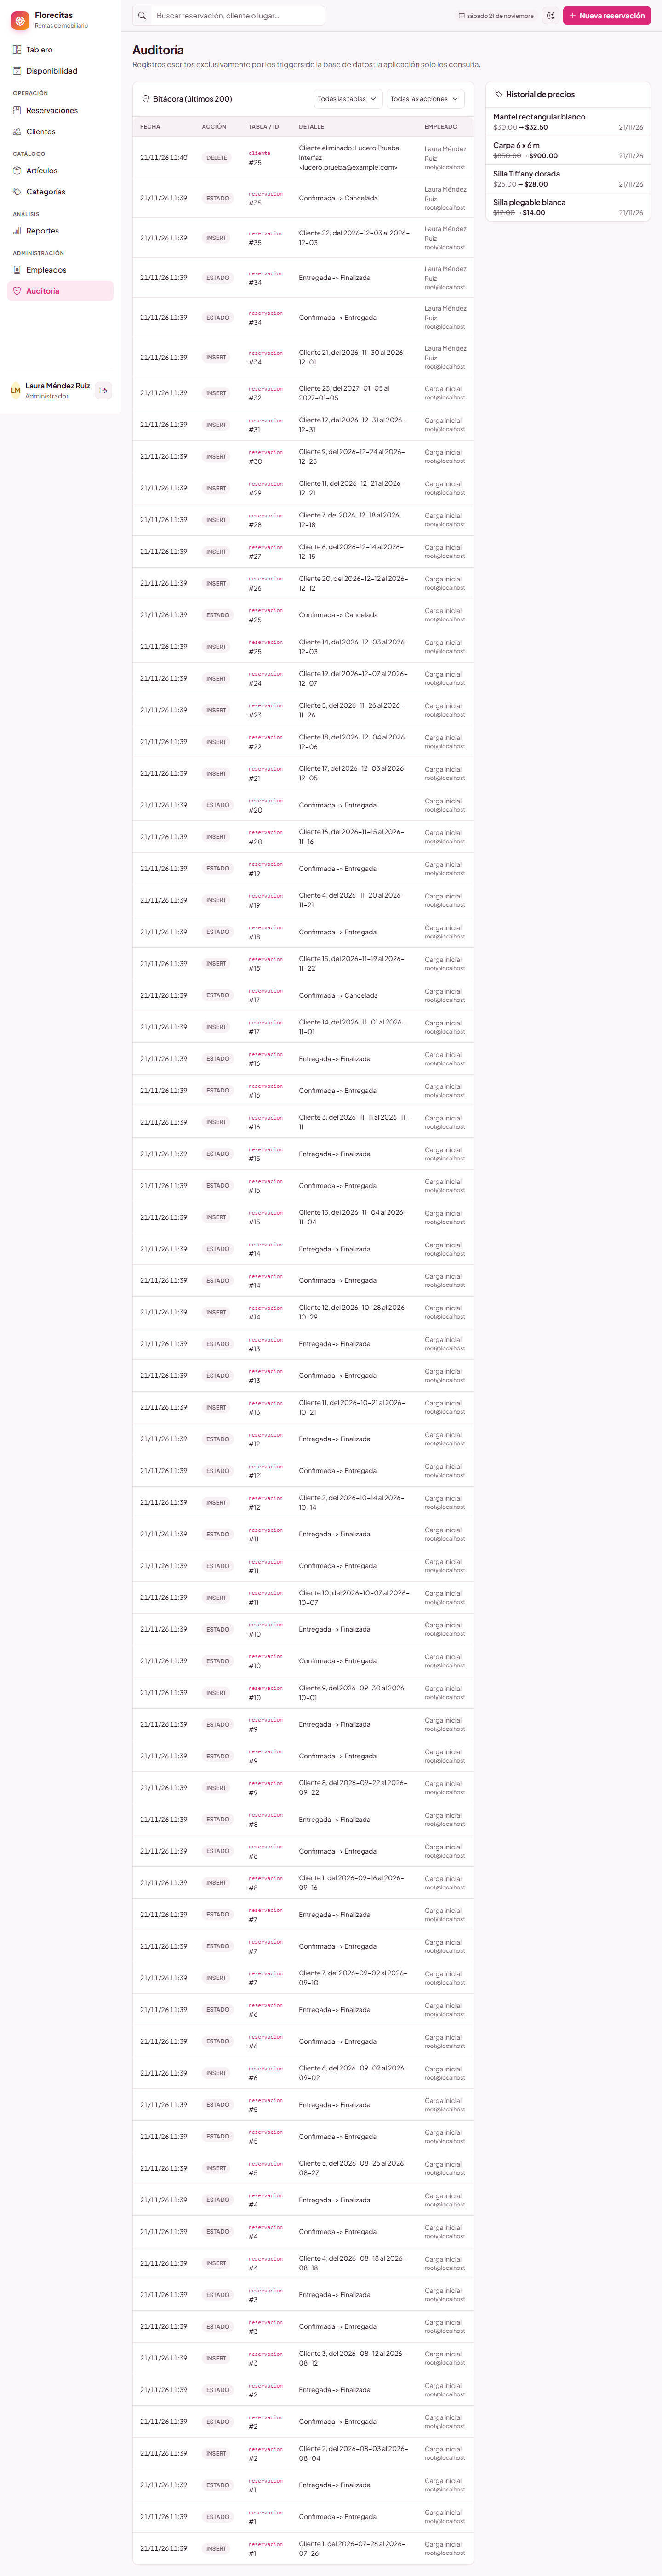 Florecitas
Rentas de mobiliario
Tablero
Disponibilidad
OPERACIÓN
Reservaciones
Clientes
CATÁLOGO
Artículos
Categorías
ANÁLISIS
Reportes
ADMINISTRACIÓN
Empleados
Auditoría
LM Laura Méndez Ruiz
Administrador
Buscar reservación, cliente o lugar...
sábado 21 de noviembre
Nueva reservación
Auditoría
Registros escritos exclusivamente por los triggers de la base de datos; la aplicación solo los consulta.
Bitácora (últimos 200) Todas las tablas Todas las acciones
FECHA ACCIÓN TABLA / ID DETALLE EMPLEADO
21/11/26 11:40 DELETE cliente #25 Cliente eliminado: Lucero Prueba Interfaz <lucero.prueba@example.com> Laura Méndez Ruiz root@localhost
21/11/26 11:39 ESTADO reservacion #35 Confirmada -> Cancelada Laura Méndez Ruiz root@localhost
21/11/26 11:39 INSERT reservacion #35 Cliente 22, del 2026-12-03 al 2026-12-03 Laura Méndez Ruiz root@localhost
21/11/26 11:39 ESTADO reservacion #34 Entregada -> Finalizada Laura Méndez Ruiz root@localhost
21/11/26 11:39 ESTADO reservacion #34 Confirmada -> Entregada Laura Méndez Ruiz root@localhost
21/11/26 11:39 INSERT reservacion #34 Cliente 21, del 2026-11-30 al 2026-12-01 Laura Méndez Ruiz root@localhost
21/11/26 11:39 INSERT reservacion #32 Cliente 23, del 2027-01-05 al 2027-01-05 Carga inicial root@localhost
21/11/26 11:39 INSERT reservacion #31 Cliente 12, del 2026-12-31 al 2026-12-31 Carga inicial root@localhost
21/11/26 11:39 INSERT reservacion #30 Cliente 9, del 2026-12-24 al 2026-12-25 Carga inicial root@localhost
21/11/26 11:39 INSERT reservacion #29 Cliente 11, del 2026-12-21 al 2026-12-21 Carga inicial root@localhost
21/11/26 11:39 INSERT reservacion #28 Cliente 7, del 2026-12-18 al 2026-12-18 Carga inicial root@localhost
21/11/26 11:39 INSERT reservacion #27 Cliente 6, del 2026-12-14 al 2026-12-15 Carga inicial root@localhost
21/11/26 11:39 INSERT reservacion #26 Cliente 20, del 2026-12-12 al 2026-12-12 Carga inicial root@localhost
21/11/26 11:39 ESTADO reservacion #25 Confirmada -> Cancelada Carga inicial root@localhost
21/11/26 11:39 INSERT reservacion #25 Cliente 14, del 2026-12-03 al 2026-12-03 Carga inicial root@localhost
21/11/26 11:39 INSERT reservacion #24 Cliente 19, del 2026-12-07 al 2026-12-07 Carga inicial root@localhost
21/11/26 11:39 INSERT reservacion #23 Cliente 5, del 2026-11-26 al 2026-11-26 Carga inicial root@localhost
21/11/26 11:39 INSERT reservacion #22 Cliente 18, del 2026-12-04 al 2026-12-06 Carga inicial root@localhost
21/11/26 11:39 INSERT reservacion #21 Cliente 17, del 2026-12-03 al 2026-12-05 Carga inicial root@localhost
21/11/26 11:39 ESTADO reservacion #20 Confirmada -> Entregada Carga inicial root@localhost
21/11/26 11:39 INSERT reservacion #20 Cliente 16, del 2026-11-15 al 2026-11-16 Carga inicial root@localhost
21/11/26 11:39 ESTADO reservacion #19 Confirmada -> Entregada Carga inicial root@localhost
21/11/26 11:39 INSERT reservacion #19 Cliente 4, del 2026-11-20 al 2026-11-21 Carga inicial root@localhost
21/11/26 11:39 ESTADO reservacion #18 Confirmada -> Entregada Carga inicial root@localhost
21/11/26 11:39 INSERT reservacion #18 Cliente 15, del 2026-11-19 al 2026-11-22 Carga inicial root@localhost
21/11/26 11:39 ESTADO reservacion #17 Confirmada -> Cancelada Carga inicial root@localhost
21/11/26 11:39 INSERT reservacion #17 Cliente 14, del 2026-11-01 al 2026-11-01 Carga inicial root@localhost
21/11/26 11:39 ESTADO reservacion #16 Entregada -> Finalizada Carga inicial root@localhost
21/11/26 11:39 ESTADO reservacion #16 Confirmada -> Entregada Carga inicial root@localhost
21/11/26 11:39 INSERT reservacion #16 Cliente 3, del 2026-11-11 al 2026-11-11 Carga inicial root@localhost
21/11/26 11:39 ESTADO reservacion #15 Entregada -> Finalizada Carga inicial root@localhost
21/11/26 11:39 ESTADO reservacion #15 Confirmada -> Entregada Carga inicial root@localhost
21/11/26 11:39 INSERT reservacion #15 Cliente 13, del 2026-11-04 al 2026-11-04 Carga inicial root@localhost
21/11/26 11:39 ESTADO reservacion #14 Entregada -> Finalizada Carga inicial root@localhost
21/11/26 11:39 ESTADO reservacion #14 Confirmada -> Entregada Carga inicial root@localhost
21/11/26 11:39 INSERT reservacion #14 Cliente 12, del 2026-10-28 al 2026-10-29 Carga inicial root@localhost
21/11/26 11:39 ESTADO reservacion #13 Entregada -> Finalizada Carga inicial root@localhost
21/11/26 11:39 ESTADO reservacion #13 Confirmada -> Entregada Carga inicial root@localhost
21/11/26 11:39 INSERT reservacion #13 Cliente 11, del 2026-10-21 al 2026-10-21 Carga inicial root@localhost
21/11/26 11:39 ESTADO reservacion #12 Entregada -> Finalizada Carga inicial root@localhost
21/11/26 11:39 ESTADO reservacion #12 Confirmada -> Entregada Carga inicial root@localhost
21/11/26 11:39 INSERT reservacion #12 Cliente 2, del 2026-10-14 al 2026-10-14 Carga inicial root@localhost
21/11/26 11:39 ESTADO reservacion #11 Entregada -> Finalizada Carga inicial root@localhost
21/11/26 11:39 ESTADO reservacion #11 Confirmada -> Entregada Carga inicial root@localhost
21/11/26 11:39 INSERT reservacion #11 Cliente 10, del 2026-10-07 al 2026-10-07 Carga inicial root@localhost
21/11/26 11:39 ESTADO reservacion #10 Entregada -> Finalizada Carga inicial root@localhost
21/11/26 11:39 ESTADO reservacion #10 Confirmada -> Entregada Carga inicial root@localhost
21/11/26 11:39 INSERT reservacion #10 Cliente 9, del 2026-09-30 al 2026-10-01 Carga inicial root@localhost
21/11/26 11:39 ESTADO reservacion #9 Entregada -> Finalizada Carga inicial root@localhost
21/11/26 11:39 ESTADO reservacion #9 Confirmada -> Entregada Carga inicial root@localhost
21/11/26 11:39 INSERT reservacion #9 Cliente 8, del 2026-09-22 al 2026-09-22 Carga inicial root@localhost
21/11/26 11:39 ESTADO reservacion #8 Entregada -> Finalizada Carga inicial root@localhost
21/11/26 11:39 ESTADO reservacion #8 Confirmada -> Entregada Carga inicial root@localhost
21/11/26 11:39 INSERT reservacion #8 Cliente 1, del 2026-09-16 al 2026-09-16 Carga inicial root@localhost
21/11/26 11:39 ESTADO reservacion #7 Entregada -> Finalizada Carga inicial root@localhost
21/11/26 11:39 ESTADO reservacion #7 Confirmada -> Entregada Carga inicial root@localhost
21/11/26 11:39 INSERT reservacion #7 Cliente 7, del 2026-09-09 al 2026-09-10 Carga inicial root@localhost
21/11/26 11:39 ESTADO reservacion #6 Entregada -> Finalizada Carga inicial root@localhost
21/11/26 11:39 ESTADO reservacion #6 Confirmada -> Entregada Carga inicial root@localhost
21/11/26 11:39 INSERT reservacion #6 Cliente 6, del 2026-09-02 al 2026-09-02 Carga inicial root@localhost
21/11/26 11:39 ESTADO reservacion #5 Entregada -> Finalizada Carga inicial root@localhost
21/11/26 11:39 ESTADO reservacion #5 Confirmada -> Entregada Carga inicial root@localhost
21/11/26 11:39 INSERT reservacion #5 Cliente 5, del 2026-08-25 al 2026-08-27 Carga inicial root@localhost
21/11/26 11:39 ESTADO reservacion #4 Entregada -> Finalizada Carga inicial root@localhost
21/11/26 11:39 ESTADO reservacion #4 Confirmada -> Entregada Carga inicial root@localhost
21/11/26 11:39 INSERT reservacion #4 Cliente 4, del 2026-08-18 al 2026-08-18 Carga inicial root@localhost
21/11/26 11:39 ESTADO reservacion #3 Entregada -> Finalizada Carga inicial root@localhost
21/11/26 11:39 ESTADO reservacion #3 Confirmada -> Entregada Carga inicial root@localhost
21/11/26 11:39 INSERT reservacion #3 Cliente 3, del 2026-08-12 al 2026-08-12 Carga inicial root@localhost
21/11/26 11:39 ESTADO reservacion #2 Entregada -> Finalizada Carga inicial root@localhost
21/11/26 11:39 ESTADO reservacion #2 Confirmada -> Entregada Carga inicial root@localhost
21/11/26 11:39 INSERT reservacion #2 Cliente 2, del 2026-08-03 al 2026-08-04 Carga inicial root@localhost
21/11/26 11:39 ESTADO reservacion #1 Entregada -> Finalizada Carga inicial root@localhost
21/11/26 11:39 ESTADO reservacion #1 Confirmada -> Entregada Carga inicial root@localhost
21/11/26 11:39 INSERT reservacion #1 Cliente 1, del 2026-07-26 al 2026-07-26 Carga inicial root@localhost
Historial de precios
Mantel rectangular blanco
$30.00 → $32.50 21/11/26
Carpa 6 x 6 m
$850.00 → $900.00 21/11/26
Silla Tiffany dorada
$25.00 → $28.00 21/11/26
Silla plegable blanca
$12.00 → $14.00 21/11/26